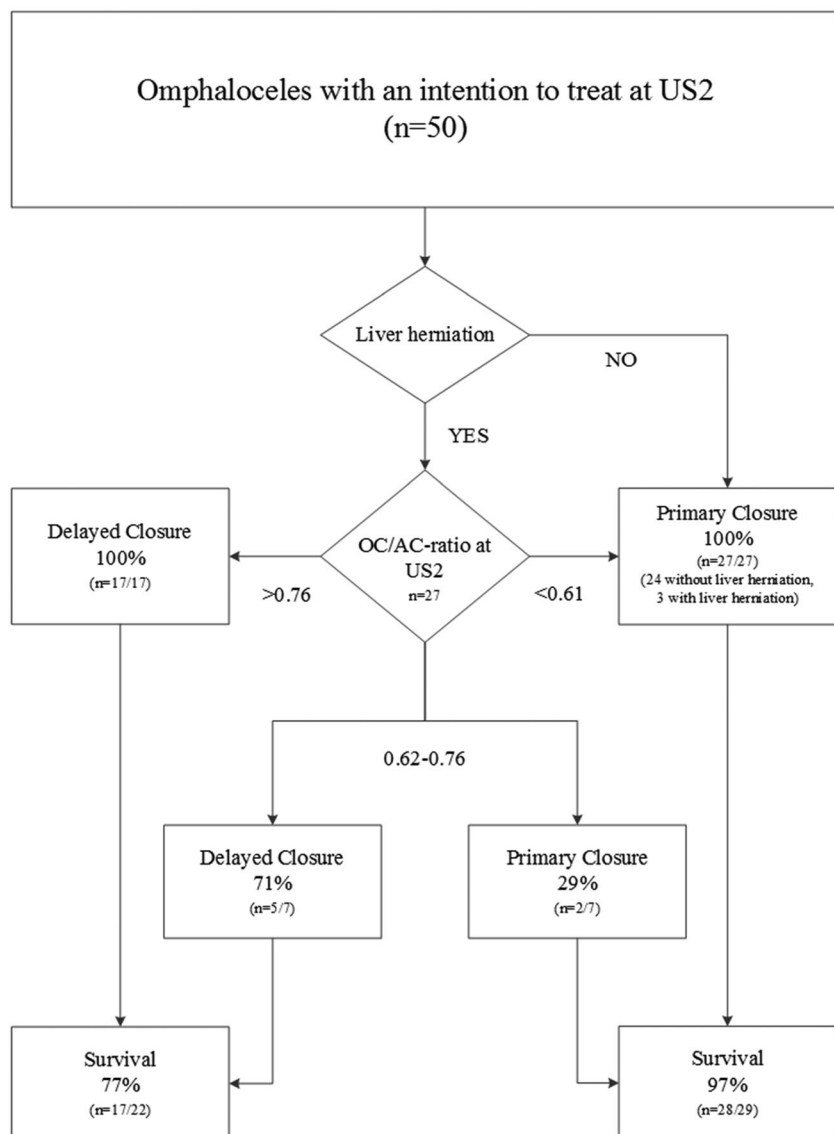 Omphaloceles with an intention to treat at US2
(n=50)
Liver herniation
NO
YES
Delayed Closure
100%
(n=17/17)
>0.76
OC/AC-ratio at
US2
n=27
<0.61
Primary Closure
100%
(n=27/27)
(24 without liver herniation,
3 with liver herniation)
0.62-0.76
Delayed Closure
71%
(n=5/7)
Primary Closure
29%
(n=2/7)
Survival
77%
(n=17/22)
Survival
97%
(n=28/29)